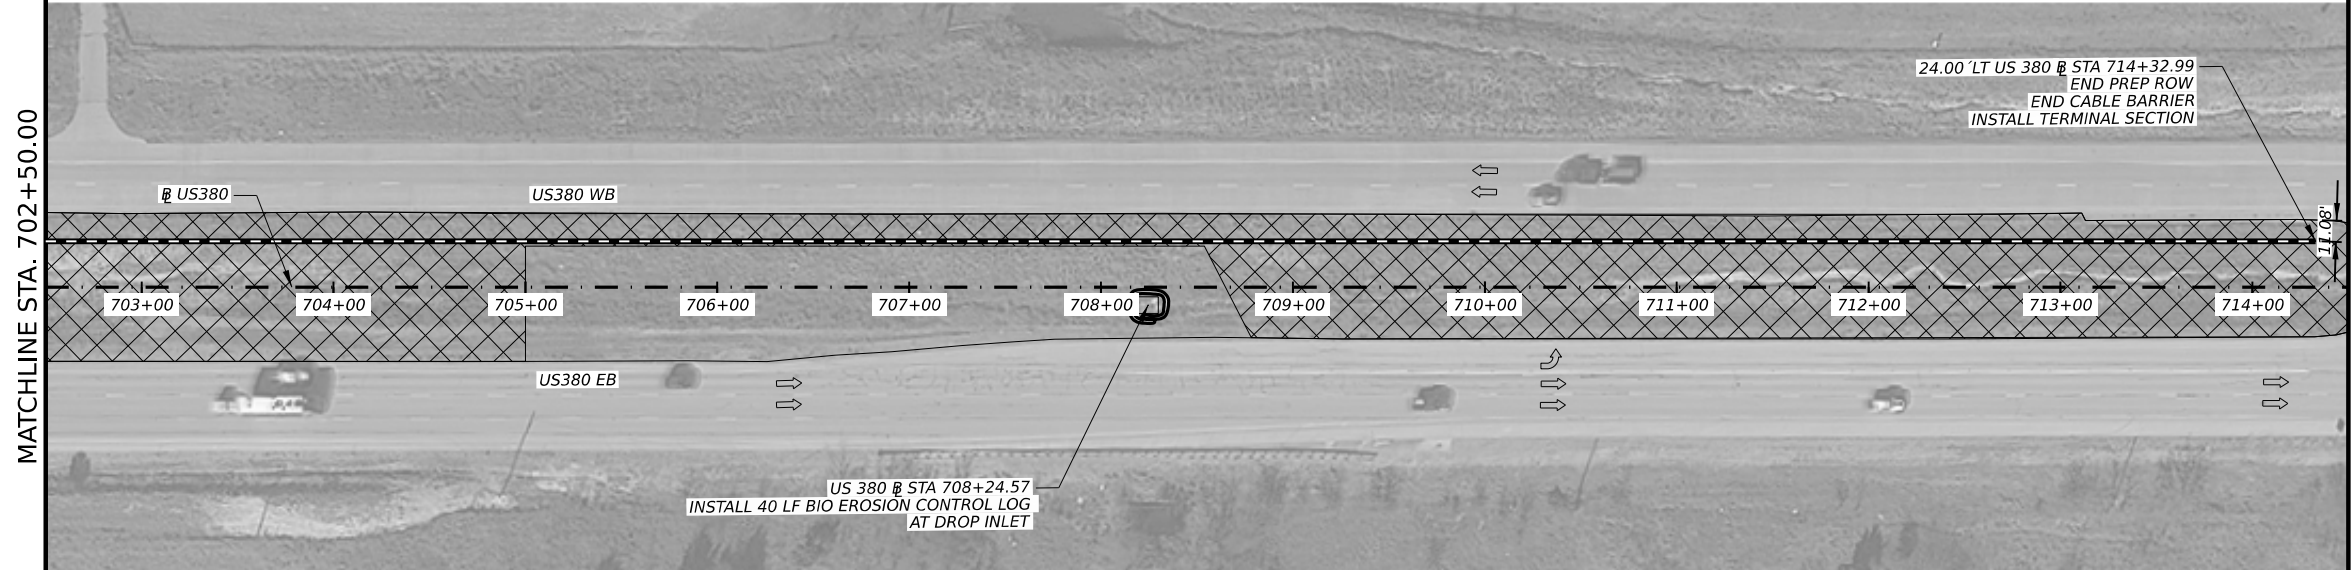 MATCHLINE STA. 702+50.00
24.00'LT US 380 ⅊ STA 714+32.99
END PREP ROW
END CABLE BARRIER
INSTALL TERMINAL SECTION
US380
US380 WB
11.08'
703+00 704+00 705+00 706+00 707+00 708+00 709+00 710+00 711+00 712+00 713+00 714+00
US380 EB
US 380 ⅊ STA 708+24.57
INSTALL 40 LF BIO EROSION CONTROL LOG
AT DROP INLET